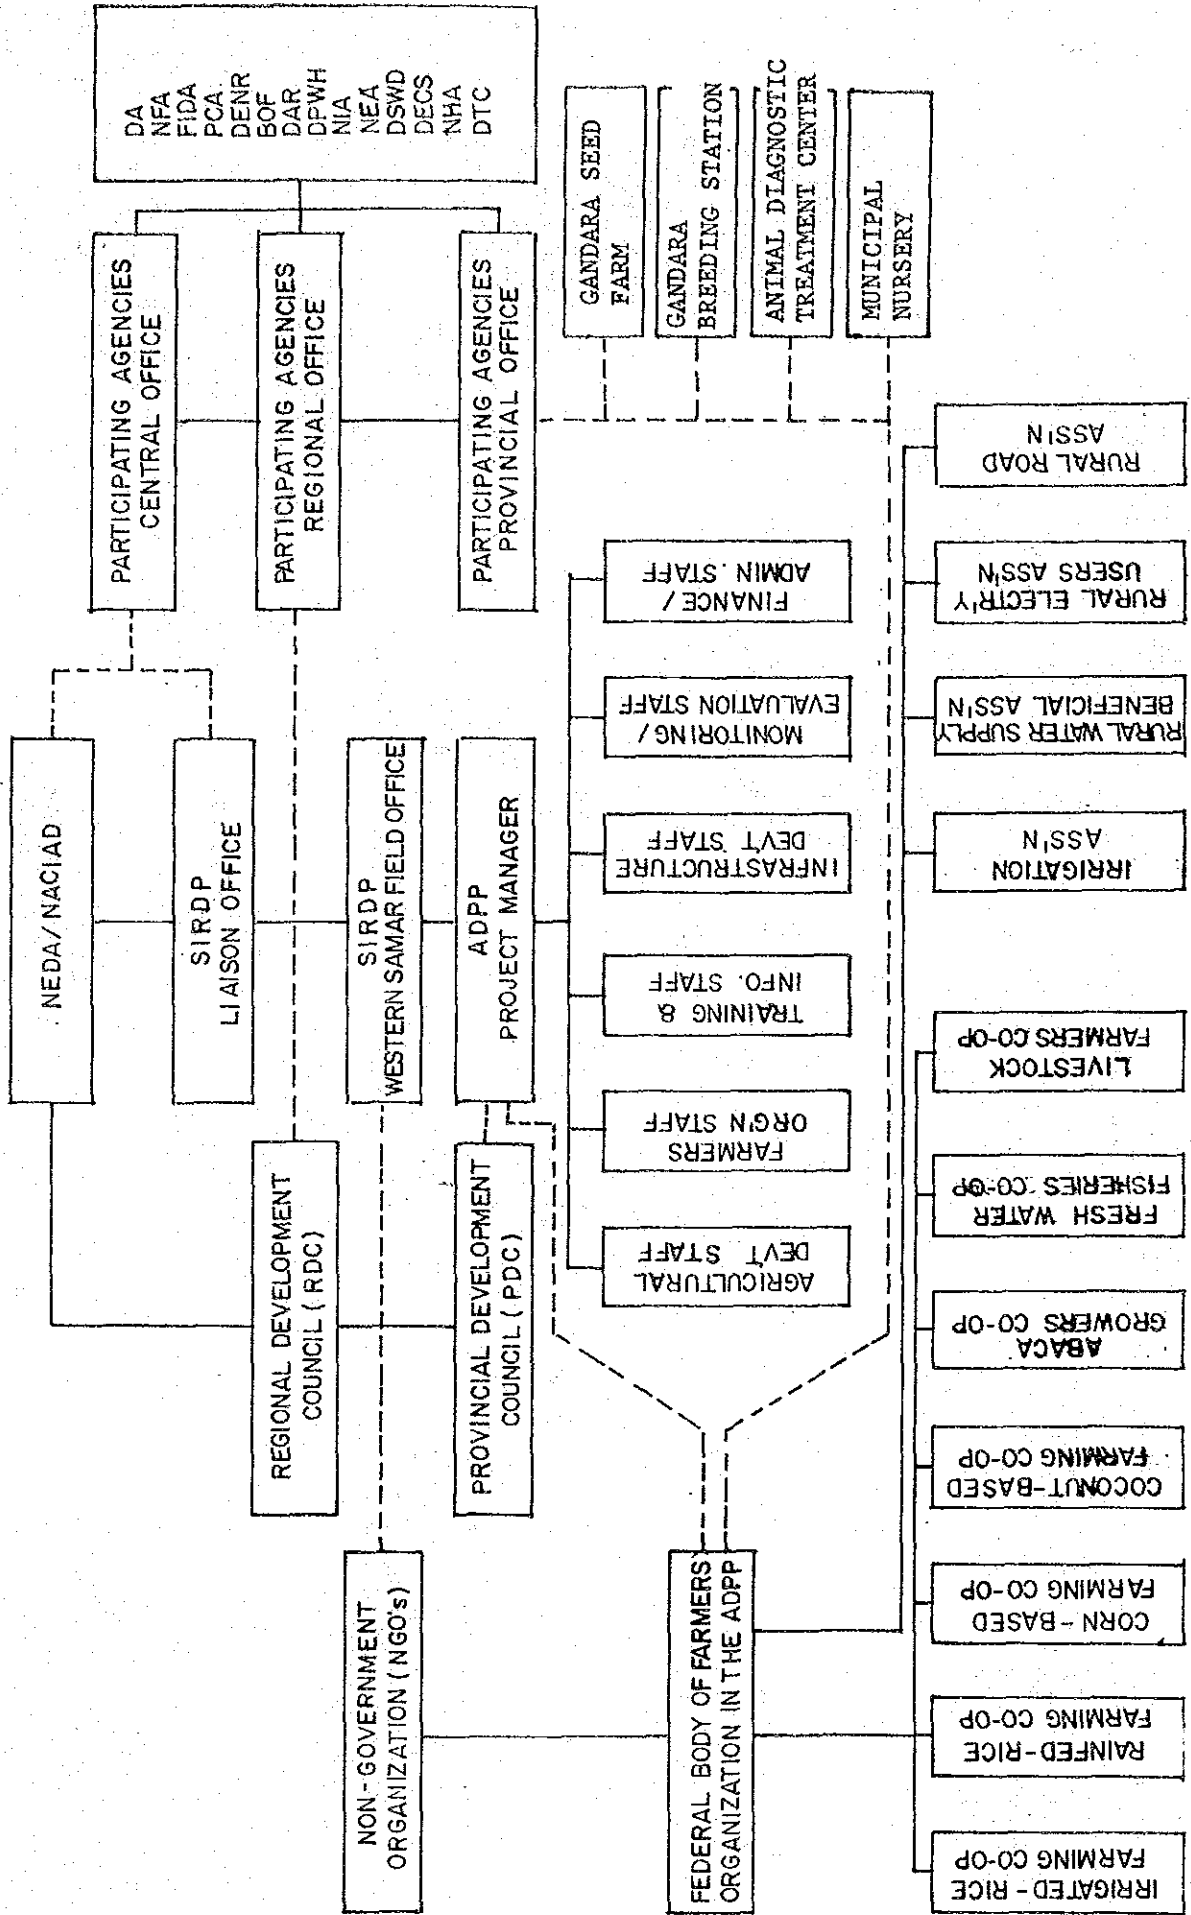 DA
NFA
FIDA
PCA.
DENR
BOF
DAR
DPWH
NIA
NEA
DSWD
DECS
NHA
DTC
PARTICIPATING AGENCIES
CENTRAL OFFICE
PARTICIPATING AGENCIES
REGIONAL OFFICE
PARTICIPATING AGENCIES
PROVINCIAL OFFICE
GANDARA SEED
FARM
GANDARA
BREEDING STATION
ANIMAL DIAGNOSTIC
TREATMENT CENTER
MUNICIPAL
NURSERY
NEDA/NACIAD
SIRDP
LIAISON OFFICE
SIRDP
WESTERN SAMAR FIELD OFFICE
ADPP
PROJECT MANAGER
REGIONAL DEVELOPMENT
COUNCIL (RDC)
PROVINCIAL DEVELOPMENT
COUNCIL (PDC)
NON-GOVERNMENT
ORGANIZATION (NGO's)
FEDERAL BODY OF FARMERS
ORGANIZATION IN THE ADPP
AGRICULTURAL
DEV'T STAFF
FARMERS
ORG'N STAFF
TRAINING &
INFO. STAFF
INFRASTRUCTURE
DEV'T STAFF
MONITORING/
EVALUATION STAFF
FINANCE/
ADMIN. STAFF
IRRIGATED-RICE
FARMING CO-OP
RAINFED-RICE
FARMING CO-OP
CORN-BASED
FARMING CO-OP
COCONUT-BASED
FARMING CO-OP
ABACA
GROWERS CO-OP
FRESH WATER
FISHERIES CO-OP
LIVESTOCK
FARMERS CO-OP
IRRIGATION
ASS'N
RURAL WATER SUPPLY
BENEFICIAL ASS'N
RURAL ELECTR'Y
USERS ASS'N
RURAL ROAD
ASS'N